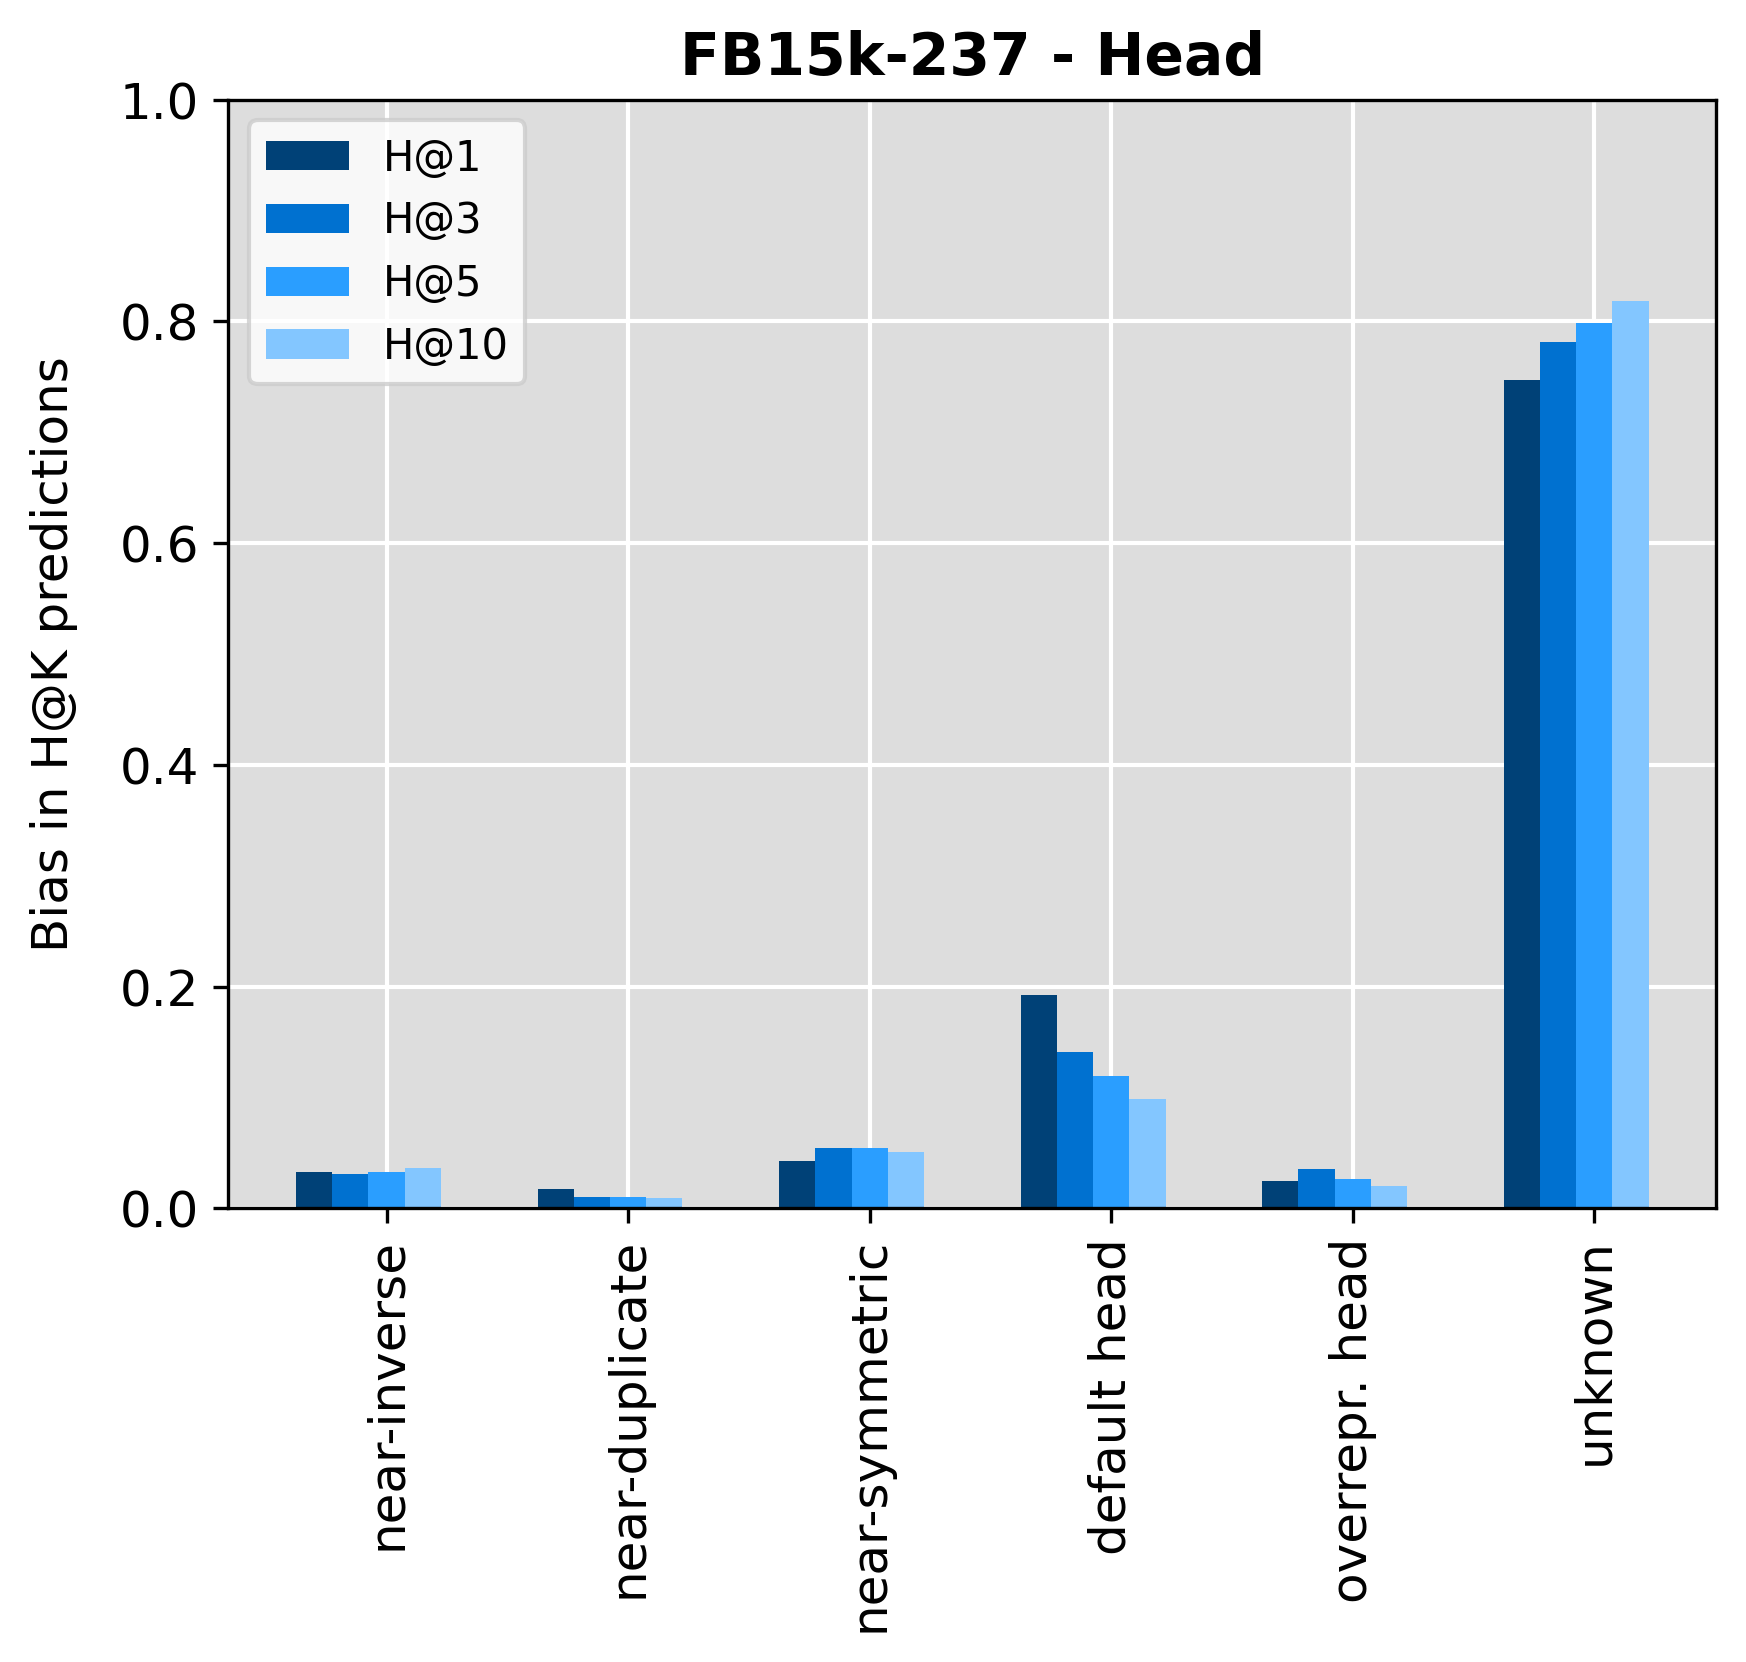 FB15k-237 - Head
1.0
0.8
0.6
0.4
0.2
0.0
Bias in H@K predictions
H@1
H@3
H@5
H@10
near-inverse
near-duplicate
near-symmetric
default head
overrepr. head
unknown